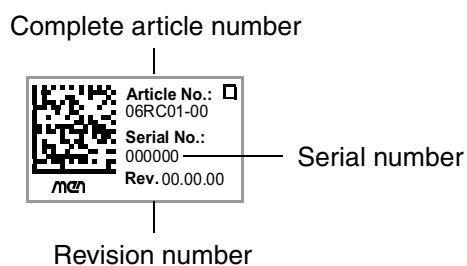 Complete article number
Article No.:
06RC01-00
Serial No.:
000000
Serial number
men
Rev. 00.00.00
Revision number